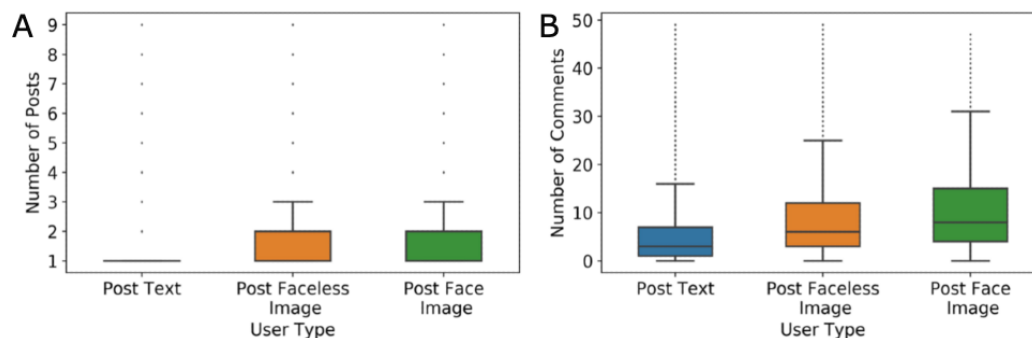 A
Number of Posts
9
8
7
6
5
4
3
2
1
Post Text
Post Faceless
Image
Post Face
Image
User Type
B
Number of Comments
50
40
30
20
10
0
Post Text
Post Faceless
Image
Post Face
Image
User Type